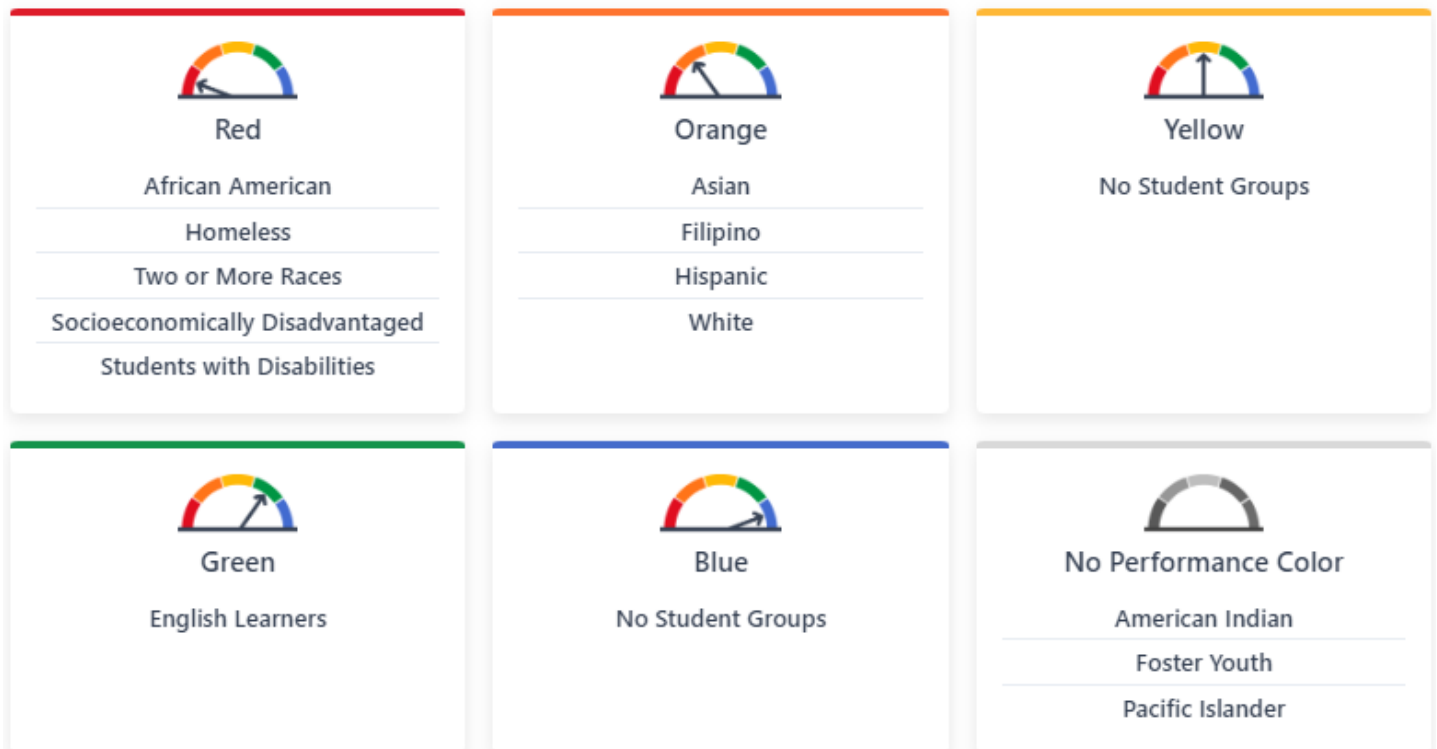 Red
African American
Homeless
Two or More Races
Socioeconomically Disadvantaged
Students with Disabilities
Orange
Asian
Filipino
Hispanic
White
Yellow
No Student Groups
Green
English Learners
Blue
No Student Groups
No Performance Color
American Indian
Foster Youth
Pacific Islander